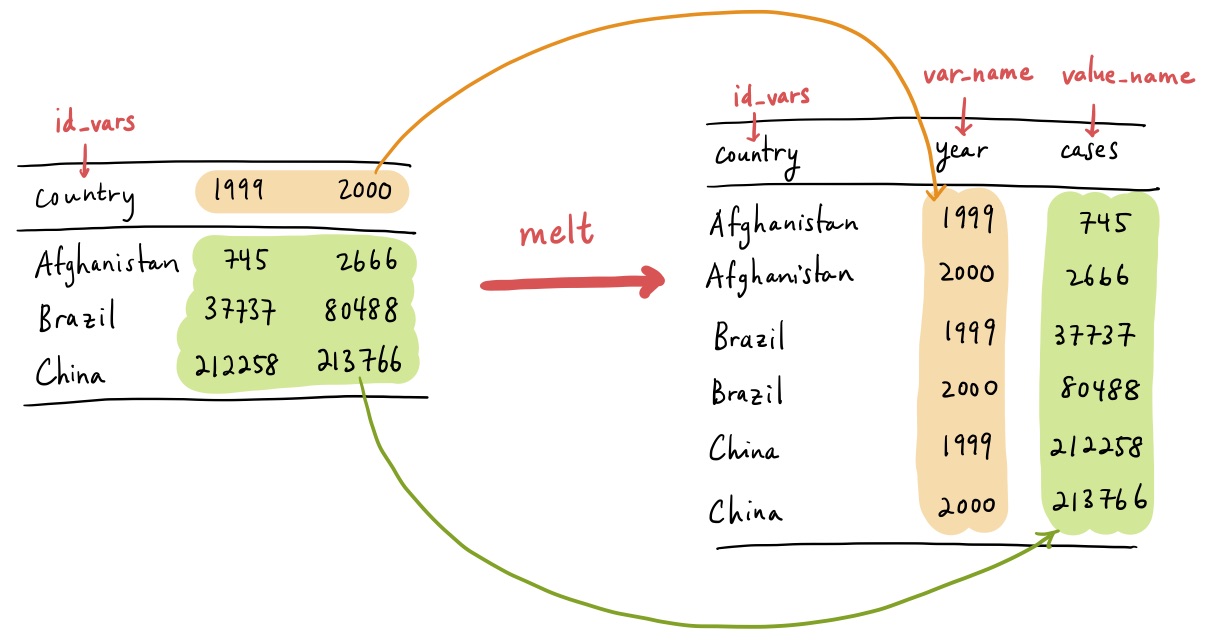 id_vars
country 1999 2000
Afghanistan 745 2666
Brazil 37737 80488
China 212258 213766
melt
id_vars var_name value_name
country year cases
Afghanistan 1999 745
Afghanistan 2000 2666
Brazil 1999 37737
Brazil 2000 80488
China 1999 212258
China 2000 213766